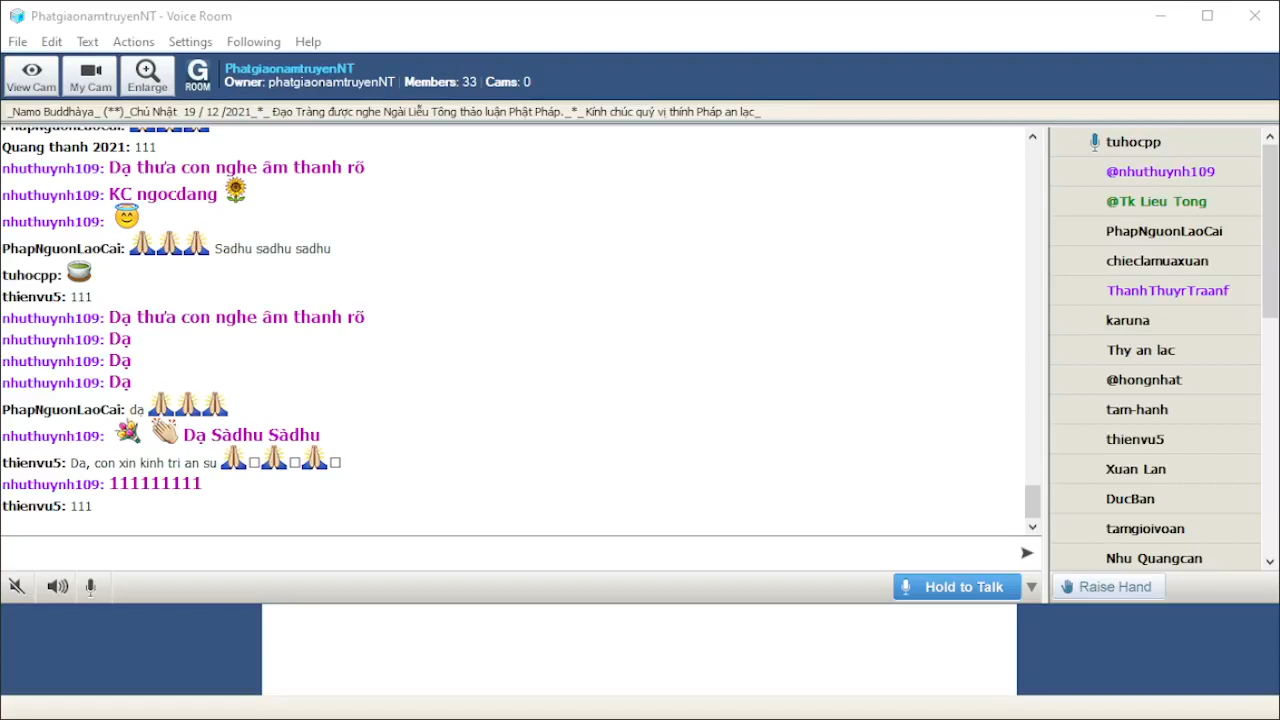 PhatgiaonamtruyenNT - Voice Room
File Edit Text Actions Settings Following Help
View Cam My Cam Enlarge G ROOM
PhatgiaonamtruyenNT
Owner: phatgiaonamtruyenNT | Members: 33 | Cams: 0
_Namo Buddhàya_ (**)_Chủ Nhật 19 / 12 /2021_*_ Đạo Tràng được nghe Ngài Liễu Tông thảo luận Phật Pháp._*_Kính chúc quý vị thính Pháp an lạc_
PhapNguonLaoCai:
Quang thanh 2021: 111
nhuthuynh109: Dạ thưa con nghe âm thanh rõ
nhuthuynh109: KC ngocdang
nhuthuynh109:
PhapNguonLaoCai: Sadhu sadhu sadhu
tuhocpp:
thienvu5: 111
nhuthuynh109: Dạ thưa con nghe âm thanh rõ
nhuthuynh109: Dạ
nhuthuynh109: Dạ
nhuthuynh109: Dạ
PhapNguonLaoCai: dạ
nhuthuynh109: Dạ Sàdhu Sàdhu
thienvu5: Da, con xin kinh tri an su
nhuthuynh109: 111111111
thienvu5: 111
Hold to Talk
tuhocpp
@nhuthuynh109
@Tk Lieu Tong
PhapNguonLaoCai
chieclamuaxuan
ThanhThuyrTraanf
karuna
Thy an lac
@hongnhat
tam-hanh
thienvu5
Xuan Lan
DucBan
tamgioivoan
Nhu Quangcan
Raise Hand